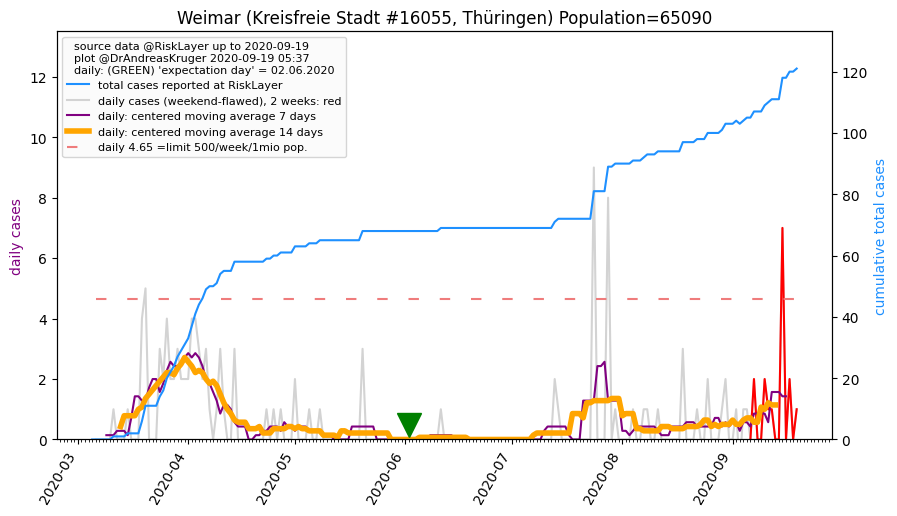 Weimar (Kreisfreie Stadt #16055, Thüringen) Population=65090
source data @RiskLayer up to 2020-09-19
plot @DrAndreasKruger 2020-09-19 05:37
daily: (GREEN) 'expectation day' = 02.06.2020
total cases reported at RiskLayer
daily cases (weekend-flawed), 2 weeks: red
daily: centered moving average 7 days
daily: centered moving average 14 days
daily 4.65 =limit 500/week/1mio pop.
daily cases
12
10
8
6
4
2
0
cumulative total cases
120
100
80
60
40
20
0
2020-03
2020-04
2020-05
2020-06
2020-07
2020-08
2020-09